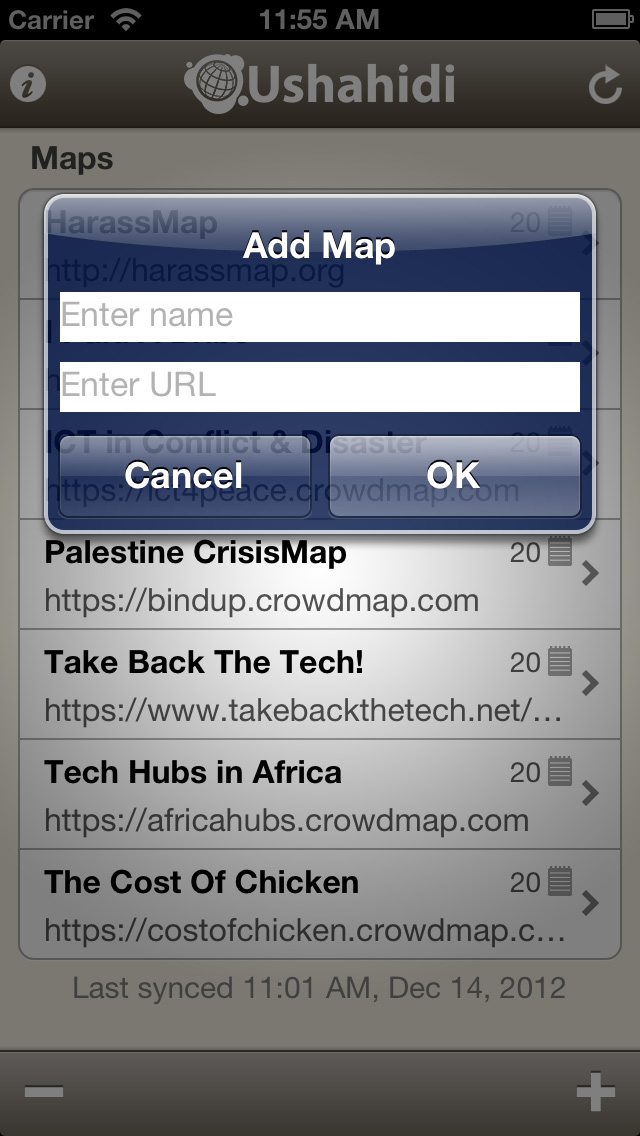 Carrier 11:55 AM
Ushahidi
Maps
HarassMap 20
Add Map
http://harassmap.org
Enter name
Enter URL
ICT in Conflict & Disaster 20
Cancel OK
https://ict4peace.crowdmap.com
Palestine CrisisMap 20
https://bindup.crowdmap.com
Take Back The Tech! 20
https://www.takebackthetech.net/…
Tech Hubs in Africa 20
https://africahubs.crowdmap.com
The Cost Of Chicken 20
https://costofchicken.crowdmap.c…
Last synced 11:01 AM, Dec 14, 2012